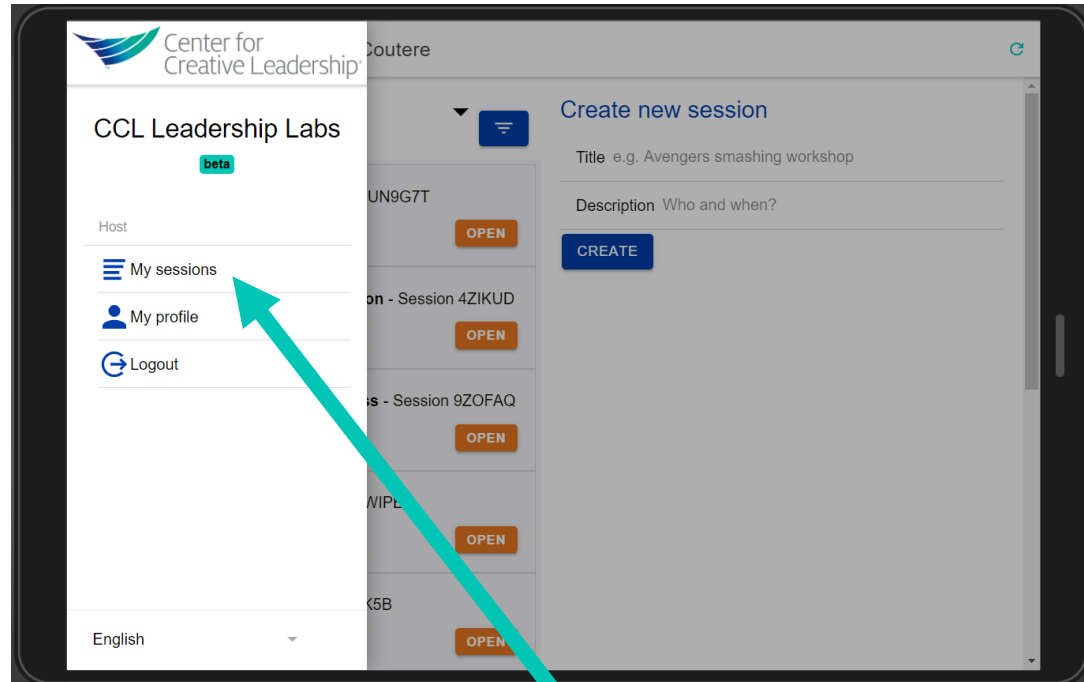 Center for
Creative Leadership
CCL Leadership Labs
beta
Host
My sessions
My profile
Logout
English
Coutere
UN9G7T
OPEN
on - Session 4ZIKUD
OPEN
ss - Session 9ZOFAQ
OPEN
OPEN
K5B
OPEN
Create new session
Title e.g. Avengers smashing workshop
Description Who and when?
CREATE